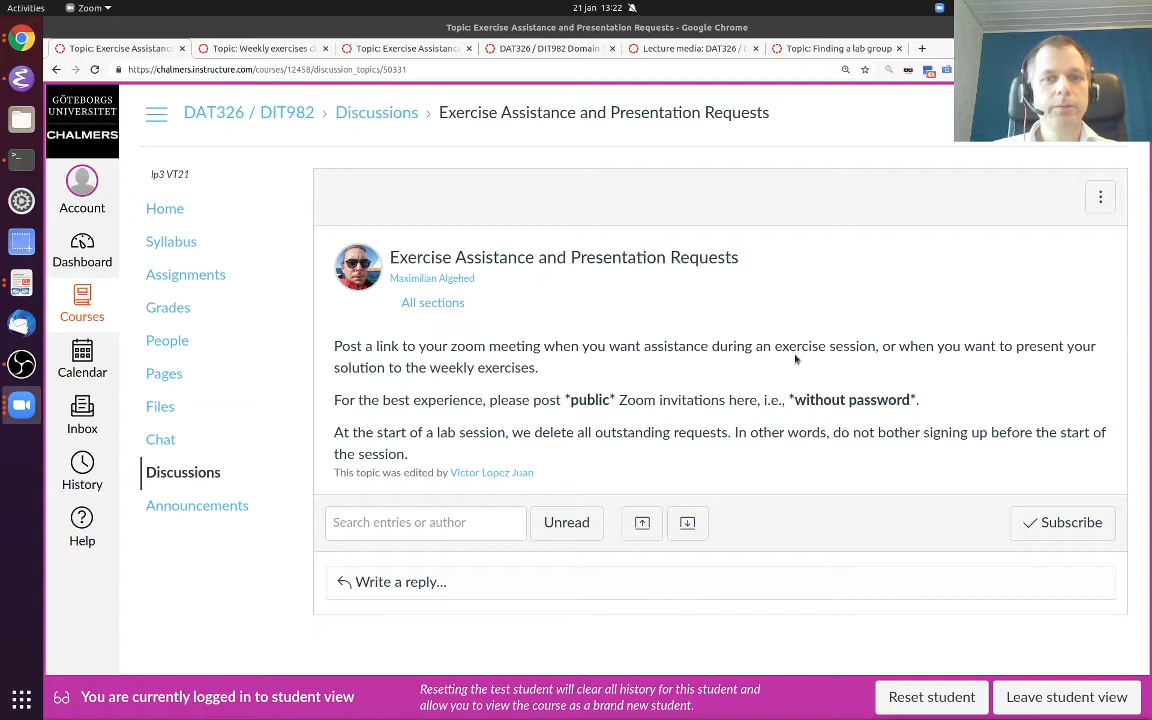 Activities
Zoom
21 jan 13:22
Topic: Exercise Assistance and Presentation Requests - Google Chrome
Topic: Exercise Assistanc
Topic: Weekly exercises c
Topic: Exercise Assistanc
DAT326 / DIT982 Domain
Lecture media: DAT326 /
Topic: Finding a lab group
https://chalmers.instructure.com/courses/12458/discussion_topics/50331
GÖTEBORGS
UNIVERSITET
CHALMERS
DAT326 / DIT982 › Discussions › Exercise Assistance and Presentation Requests
Account
Dashboard
Courses
Calendar
Inbox
History
Help
lp3 VT21
Home
Syllabus
Assignments
Grades
People
Pages
Files
Chat
Discussions
Announcements
Exercise Assistance and Presentation Requests
Maximilian Algehed
All sections
Post a link to your zoom meeting when you want assistance during an exercise session, or when you want to present your
solution to the weekly exercises.
For the best experience, please post *public* Zoom invitations here, i.e., *without password*.
At the start of a lab session, we delete all outstanding requests. In other words, do not bother signing up before the start of
the session.
This topic was edited by Victor Lopez Juan
Search entries or author
Unread
Subscribe
Write a reply...
You are currently logged in to student view
Resetting the test student will clear all history for this student and
allow you to view the course as a brand new student.
Reset student
Leave student view